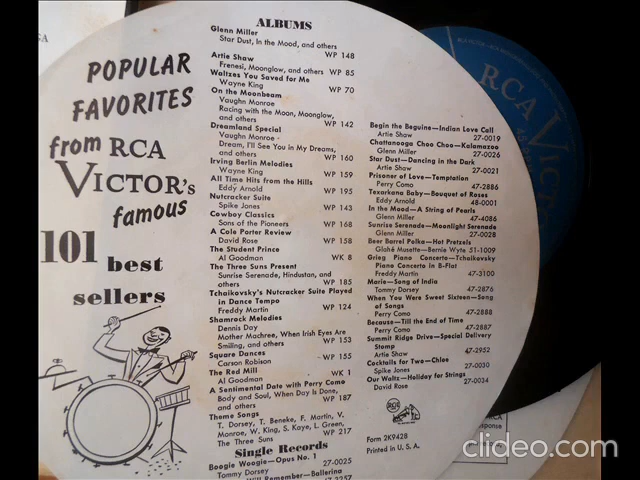 POPULAR
FAVORITES
from RCA
VICTOR's
famous
101 best
sellers
ALBUMS
Glenn Miller
Star Dust, In the Mood, and others
WP 148
Artie Shaw
Frenesi, Moonglow, and others
WP 85
Waltzes You Saved for Me
Wayne King WP 70
On the Moonbeam
Vaughn Monroe
Racing with the Moon, Moonglow,
and others WP 142
Dreamland Special
Vaughn Monroe -
Dream, I'll See You in My Dreams,
and others WP 160
Irving Berlin Melodies
Wayne King WP 159
All Time Hits from the Hills
Eddy Arnold WP 195
Nutcracker Suite
Spike Jones WP 143
Cowboy Classics
Sons of the Pioneers WP 168
A Cole Porter Review
David Rose WP 158
The Student Prince
Al Goodman WK 8
The Three Suns Present
Sunrise Serenade, Hindustan, and
others WP 185
Tchaikovsky's Nutcracker Suite Played
in Dance Tempo
Freddy Martin WP 124
Shamrock Melodies
Dennis Day
Mother Machree, When Irish Eyes Are
Smiling, and others WP 153
Square Dances
Carson Robison WP 155
The Red Mill
Al Goodman WK 1
A Sentimental Date with Perry Como
Body and Soul, When Day Is Done,
and others WP 187
Theme Songs
T. Dorsey, T. Beneke, F. Martin, V.
Monroe, W. King, S. Kaye, L. Green,
The Three Suns WP 217
Single Records
Boogie Woogie—Opus No. 1
Tommy Dorsey 27-0025
Will Remember—Ballerina
47-3257
Begin the Beguine—Indian Love Call
Artie Shaw 27-0019
Chattanooga Choo Choo—Kalamazoo
Glenn Miller 27-0026
Star Dust—Dancing in the Dark
Artie Shaw 27-0021
Prisoner of Love—Temptation
Perry Como 47-2886
Texarkana Baby—Bouquet of Roses
Eddy Arnold 48-0001
In the Mood—A String of Pearls
Glenn Miller 47-4086
Sunrise Serenade—Moonlight Serenade
Glenn Miller 27-0028
Beer Barrel Polka—Hot Pretzels
Glahé Musette—Bernie Wyte 51-1009
Grieg Piano Concerto—Tchaikovsky
Piano Concerto in B-Flat
Freddy Martin 47-3100
Marie—Song of India
Tommy Dorsey 47-2876
When You Were Sweet Sixteen—Song
of Songs
Perry Como 47-2888
Because—Till the End of Time
Perry Como 47-2887
Summit Ridge Drive—Special Delivery
Stomp
Artie Shaw 47-2952
Cocktails for Two—Chloe
Spike Jones 27-0030
Our Waltz—Holiday for Strings
David Rose 27-0034
RCA
Form 2K9428
Printed in U. S. A.
RCA VICTOR
clideo.com